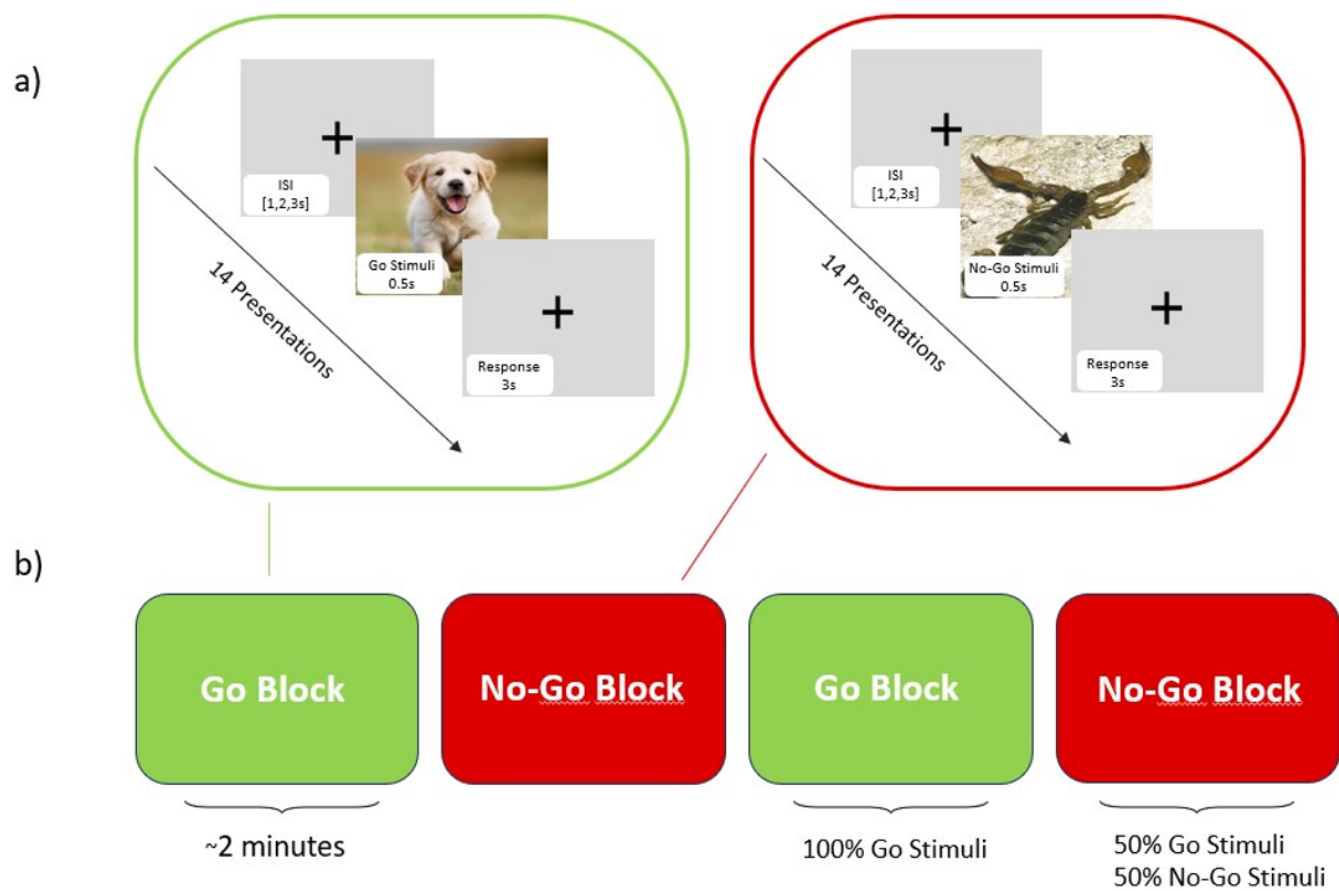 a)
ISI
[1,2,3s]
Go Stimuli
0.5s
Response
3s
14 Presentations
ISI
[1,2,3s]
No-Go Stimuli
0.5s
Response
3s
14 Presentations
b)
Go Block
No-Go Block
Go Block
No-Go Block
~2 minutes
100% Go Stimuli
50% Go Stimuli
50% No-Go Stimuli